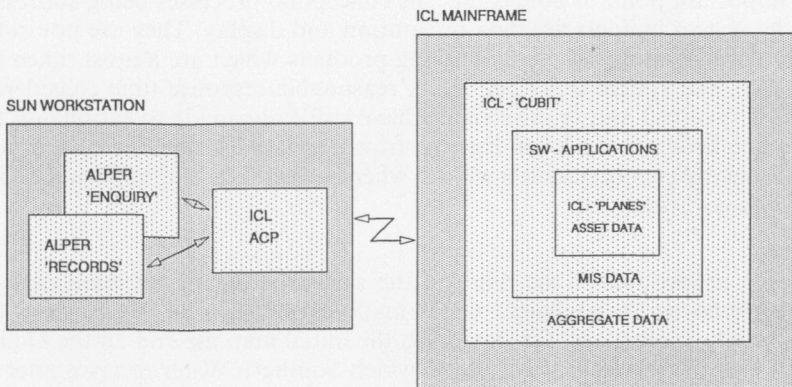 ICL MAINFRAME
SUN WORKSTATION
ALPER
'ENQUIRY'
ALPER
'RECORDS'
ICL
ACP
ICL - 'CUBIT'
SW - APPLICATIONS
ICL - 'PLANES'
ASSET DATA
MIS DATA
AGGREGATE DATA